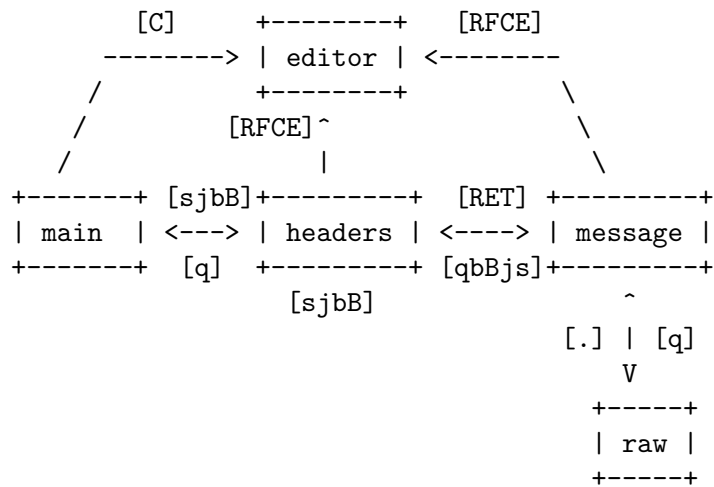 [C]     +--------+   [RFCE]
     --------> | editor | <--------
    /          +--------+          \
   /         [RFCE]^                \
  /                |                 \
+-------+ [sjbB]+---------+  [RET] +---------+
| main  | <---> | headers | <----> | message |
+-------+  [q]  +---------+ [qbBjs]+---------+
                 [sjbB]                ^
                                   [.] | [q]
                                       V
                                     +-----+
                                     | raw |
                                     +-----+